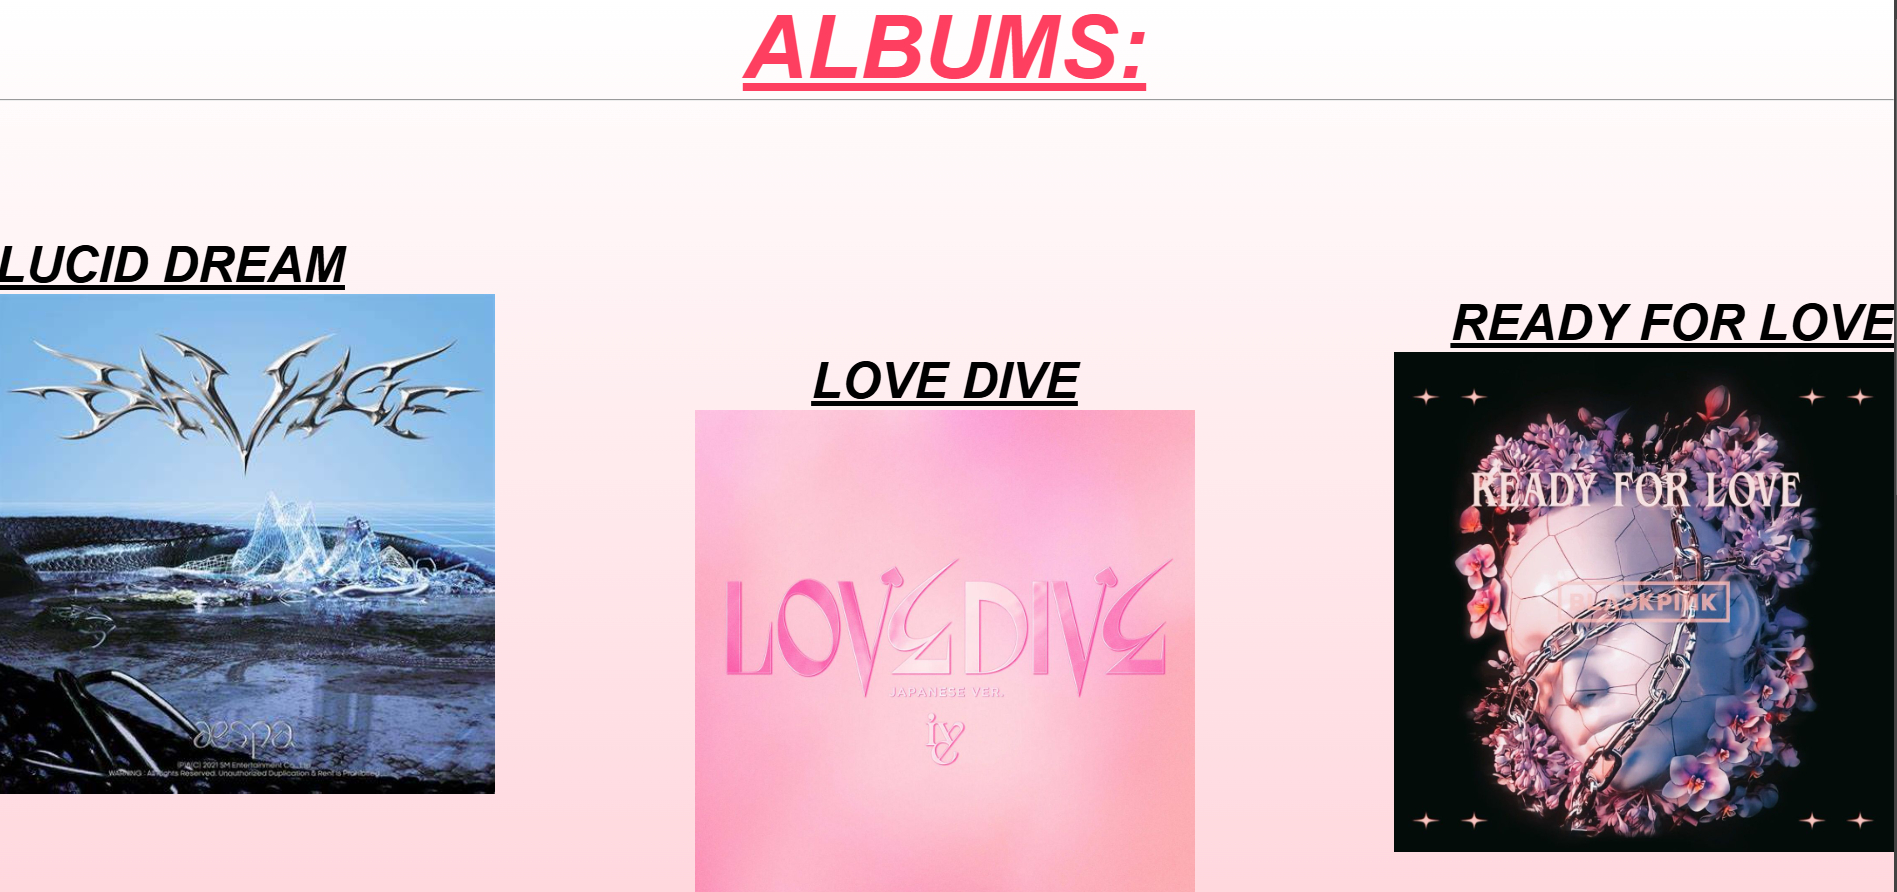 ALBUMS:
LUCID DREAM
SAVAGE
aespa
(P)&(C) 2021 SM Entertainment Co., Ltd.
WARNING : All Rights Reserved. Unauthorized Duplication & Rent is Prohibited
LOVE DIVE
LOVE DIVE
JAPANESE VER.
IVE
READY FOR LOVE
READY FOR LOVE
BLACKPINK